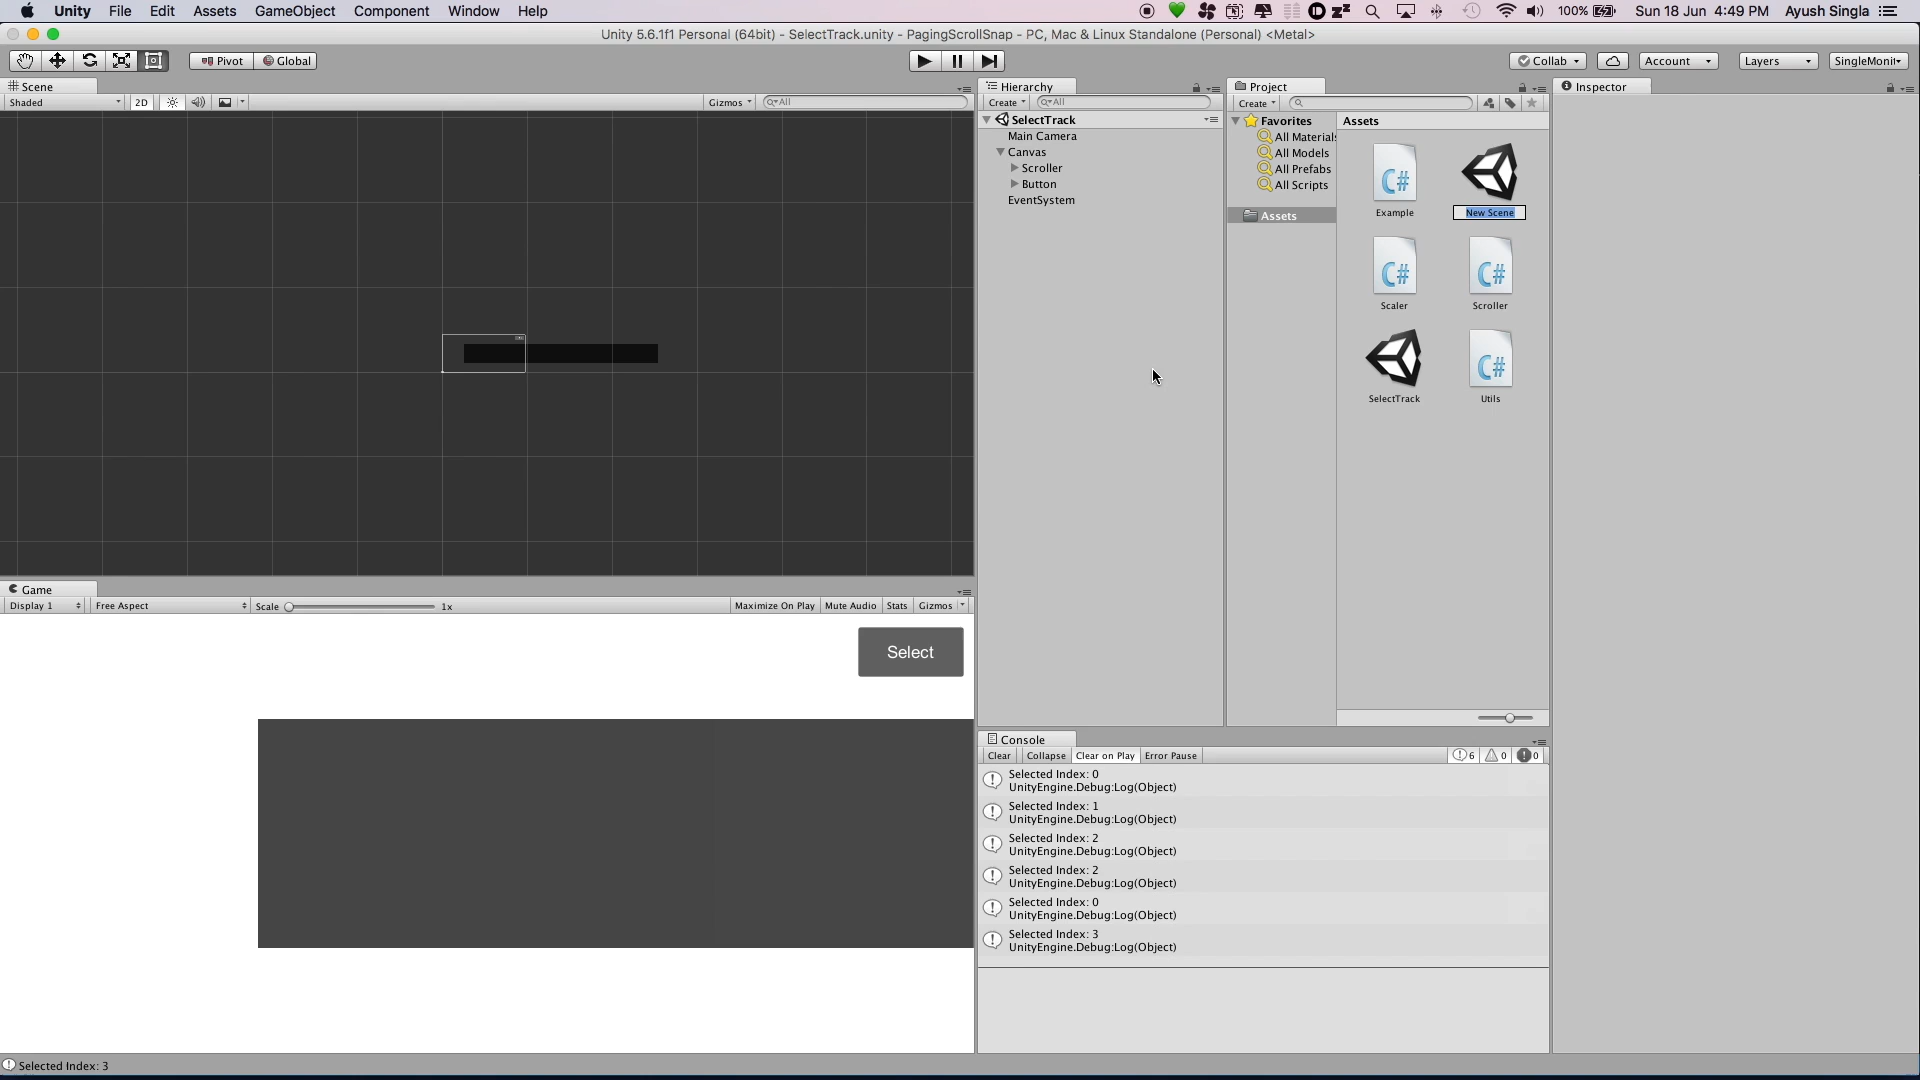 Unity File Edit Assets GameObject Component Window Help
100% Sun 18 Jun 4:49 PM Ayush Singla
Unity 5.6.1f1 Personal (64bit) - SelectTrack.unity - PagingScrollSnap - PC, Mac & Linux Standalone (Personal) <Metal>
Pivot Global
Collab Account Layers SingleMonit
Scene
Shaded 2D Gizmos All
Hierarchy
Create All
SelectTrack
Main Camera
Canvas
Scroller
Button
EventSystem
Project
Create
Favorites
All Materials
All Models
All Prefabs
All Scripts
Assets
Assets
C#
Example
New Scene
C#
Scaler
C#
Scroller
SelectTrack
C#
Utils
Inspector
Game
Display 1 Free Aspect Scale 1x Maximize On Play Mute Audio Stats Gizmos
Select
Console
Clear Collapse Clear on Play Error Pause 6 0 0
Selected Index: 0
UnityEngine.Debug:Log(Object)
Selected Index: 1
UnityEngine.Debug:Log(Object)
Selected Index: 2
UnityEngine.Debug:Log(Object)
Selected Index: 2
UnityEngine.Debug:Log(Object)
Selected Index: 0
UnityEngine.Debug:Log(Object)
Selected Index: 3
UnityEngine.Debug:Log(Object)
Selected Index: 3